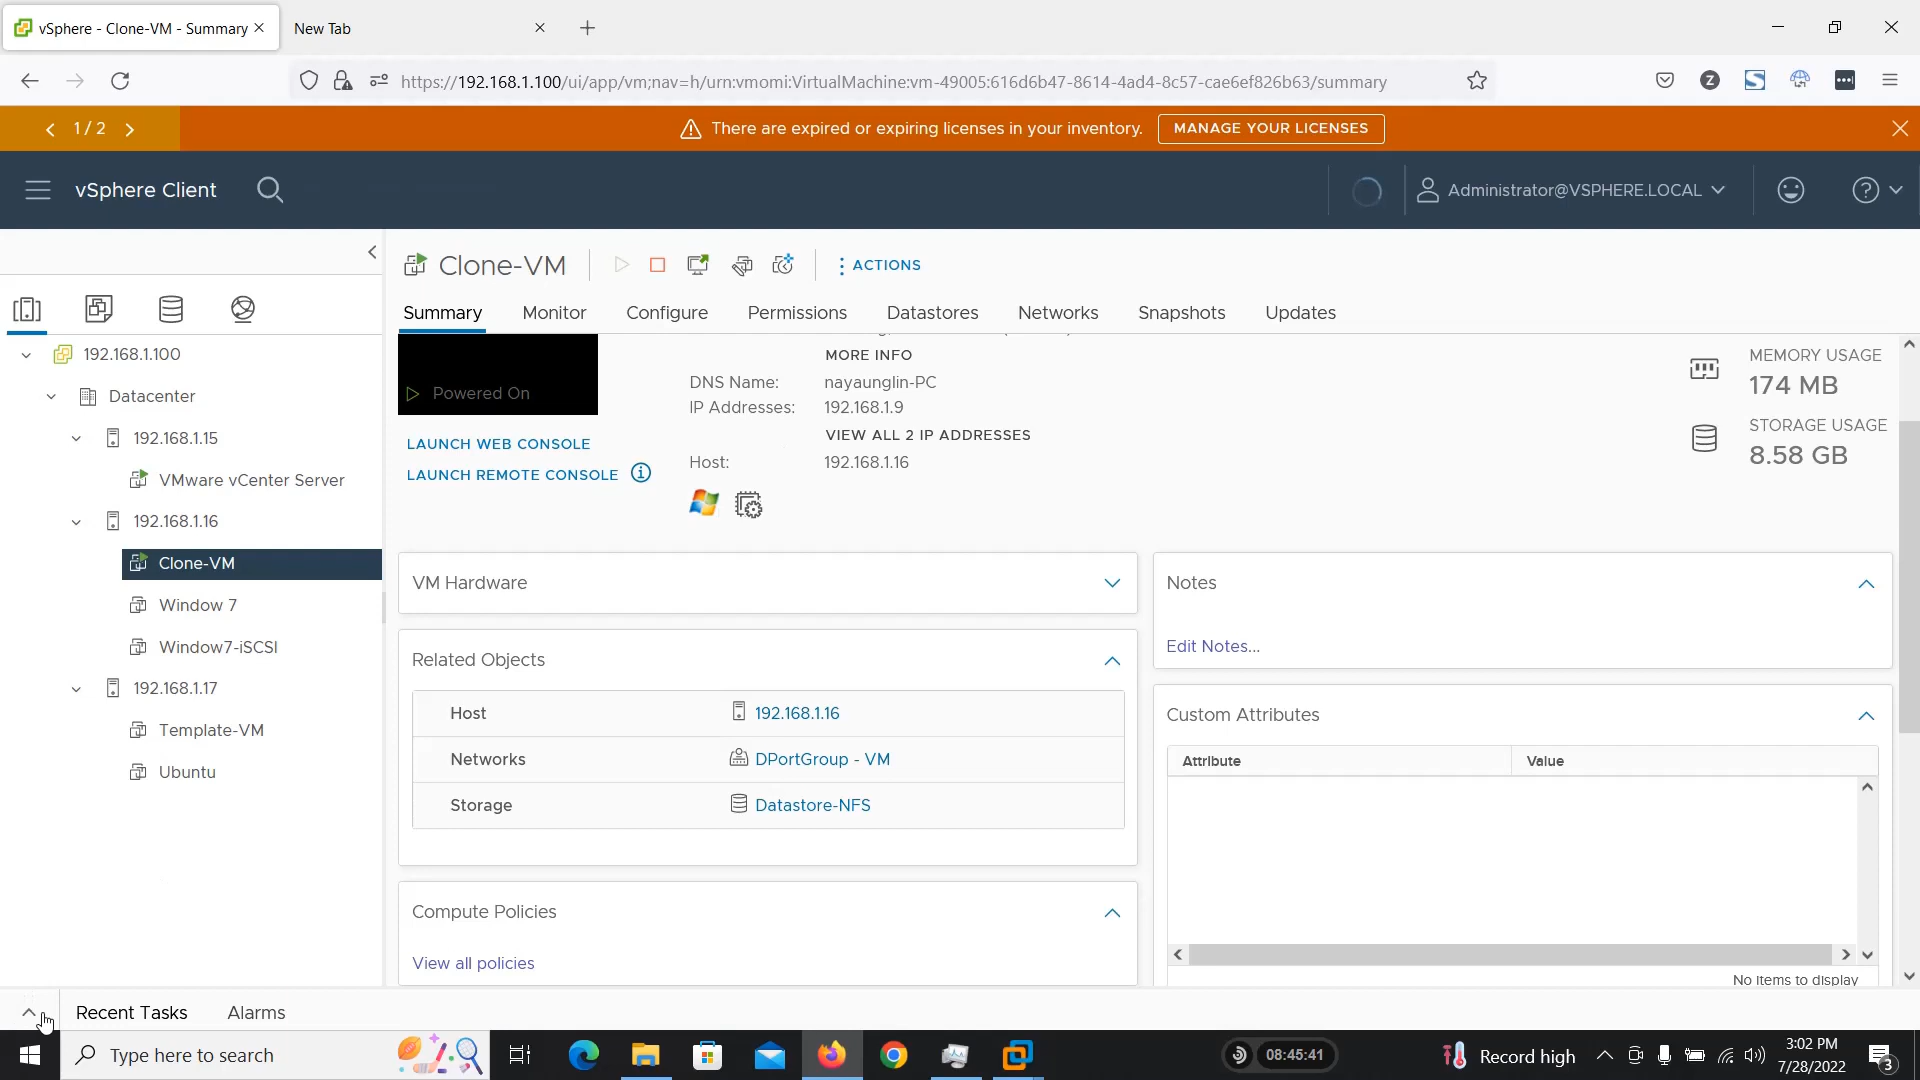 vSphere - Clone-VM - Summary
New Tab
https://192.168.1.100/ui/app/vm;nav=h/urn:vmomi:VirtualMachine:vm-49005:616d6b47-8614-4ad4-8c57-cae6ef826b63/summary
1 / 2
There are expired or expiring licenses in your inventory.
MANAGE YOUR LICENSES
vSphere Client
Administrator@VSPHERE.LOCAL
Clone-VM
ACTIONS
Summary
Monitor
Configure
Permissions
Datastores
Networks
Snapshots
Updates
192.168.1.100
Datacenter
192.168.1.15
VMware vCenter Server
192.168.1.16
Clone-VM
Window 7
Window7-iSCSI
192.168.1.17
Template-VM
Ubuntu
Powered On
LAUNCH WEB CONSOLE
LAUNCH REMOTE CONSOLE
MORE INFO
DNS Name: nayaunglin-PC
IP Addresses: 192.168.1.9
VIEW ALL 2 IP ADDRESSES
Host: 192.168.1.16
MEMORY USAGE
174 MB
STORAGE USAGE
8.58 GB
VM Hardware
Related Objects
Host 192.168.1.16
Networks DPortGroup - VM
Storage Datastore-NFS
Compute Policies
View all policies
Notes
Edit Notes...
Custom Attributes
Attribute Value
No items to display
Recent Tasks
Alarms
Type here to search
08:45:41
Record high
3:02 PM
7/28/2022
3